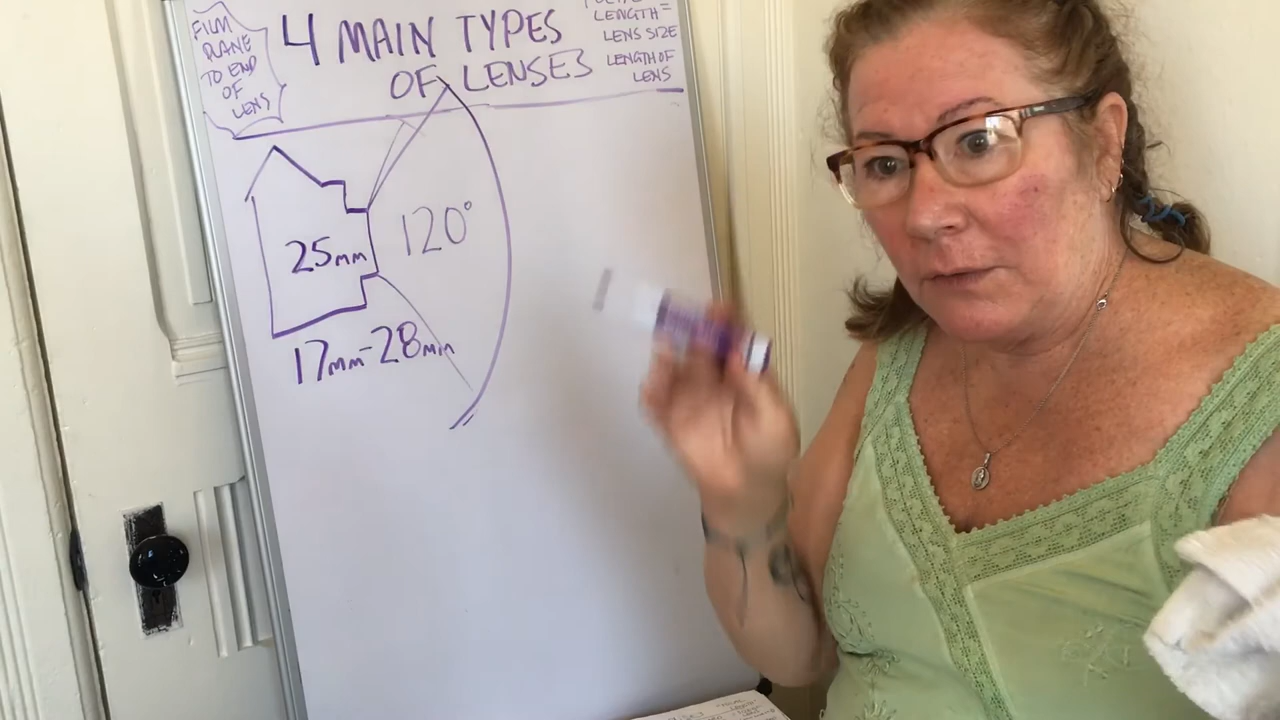 FILM
PLANE
TO END
OF
LENS
4 MAIN TYPES
OF LENSES
LENGTH =
LENS SIZE
LENGTH OF
LENS
25mm
120°
17mm-28mm